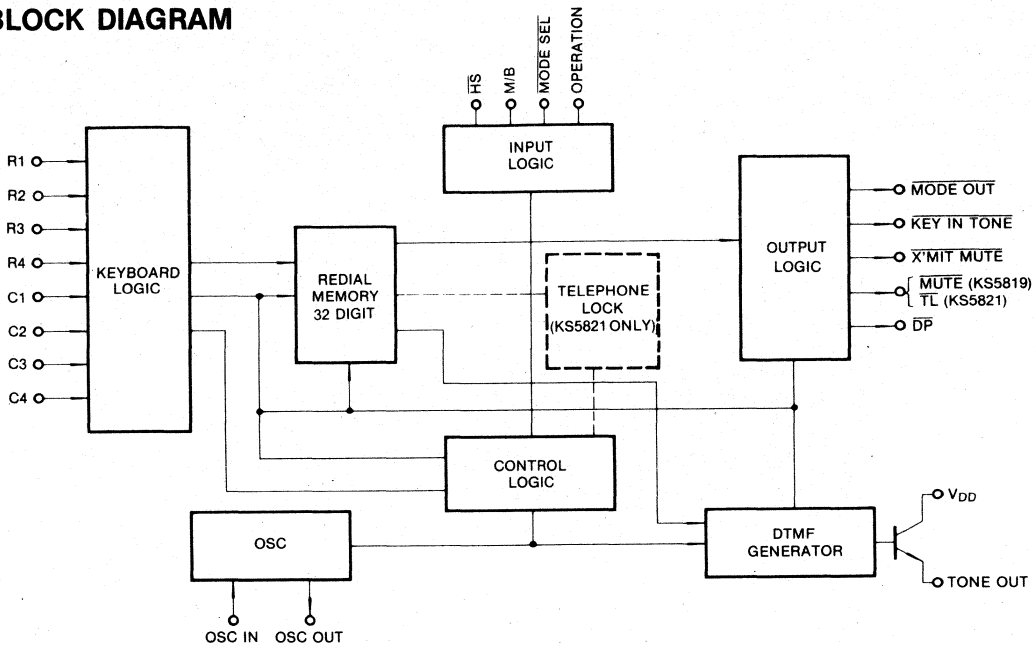 BLOCK DIAGRAM
HS
M/B
MODE SEL
OPERATION
INPUT
LOGIC
R1
R2
R3
R4
C1
C2
C3
C4
KEYBOARD
LOGIC
REDIAL
MEMORY
32 DIGIT
TELEPHONE
LOCK
(KS5821 ONLY)
OUTPUT
LOGIC
MODE OUT
KEY IN TONE
X'MIT MUTE
MUTE (KS5819)
TL (KS5821)
DP
CONTROL
LOGIC
OSC
OSC IN
OSC OUT
DTMF
GENERATOR
VDD
TONE OUT